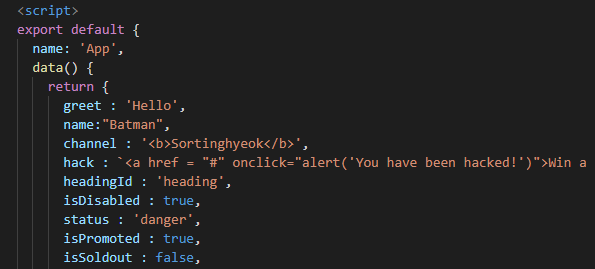 <script>
export default {
name: 'App',
data() {
return {
greet : 'Hello',
name:"Batman",
channel : '<b>Sortinghyeok</b>',
hack : `<a href = "#" onclick="alert('You have been hacked!')">Win a
headingId : 'heading',
isDisabled : true,
status : 'danger',
isPromoted : true,
isSoldout : false,